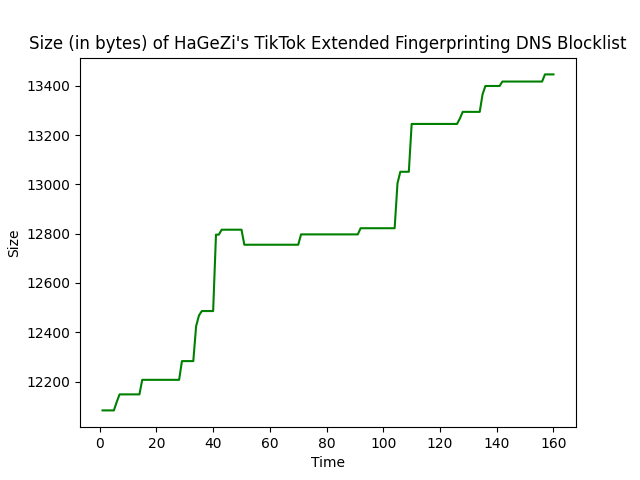 Size (in bytes) of HaGeZi's TikTok Extended Fingerprinting DNS Blocklist
13400
13200
13000
12800
12600
12400
12200
Size
0 20 40 60 80 100 120 140 160
Time